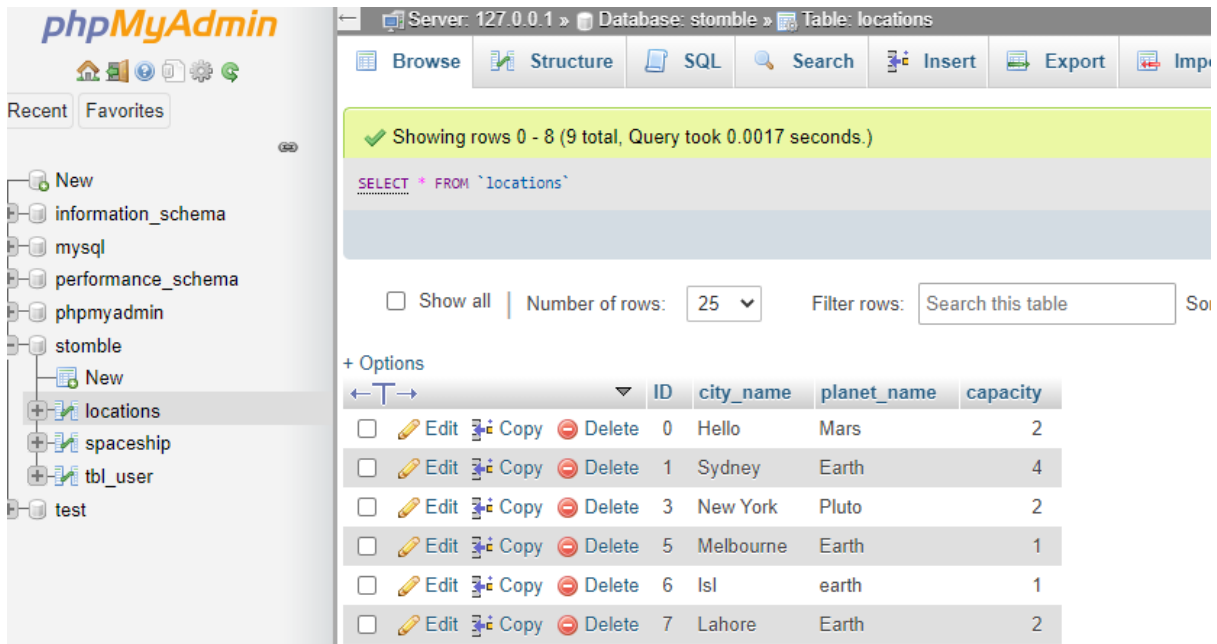 phpMyAdmin
Recent Favorites
New
information_schema
mysql
performance_schema
phpmyadmin
stomble
New
locations
spaceship
tbl_user
test
Server: 127.0.0.1 » Database: stomble » Table: locations
Browse Structure SQL Search Insert Export Impo
Showing rows 0 - 8 (9 total, Query took 0.0017 seconds.)
SELECT * FROM `locations`
Show all | Number of rows: 25 Filter rows: Search this table Sor
+ Options
←T→ ▼ ID city_name planet_name capacity
Edit Copy Delete 0 Hello Mars 2
Edit Copy Delete 1 Sydney Earth 4
Edit Copy Delete 3 New York Pluto 2
Edit Copy Delete 5 Melbourne Earth 1
Edit Copy Delete 6 Isl earth 1
Edit Copy Delete 7 Lahore Earth 2